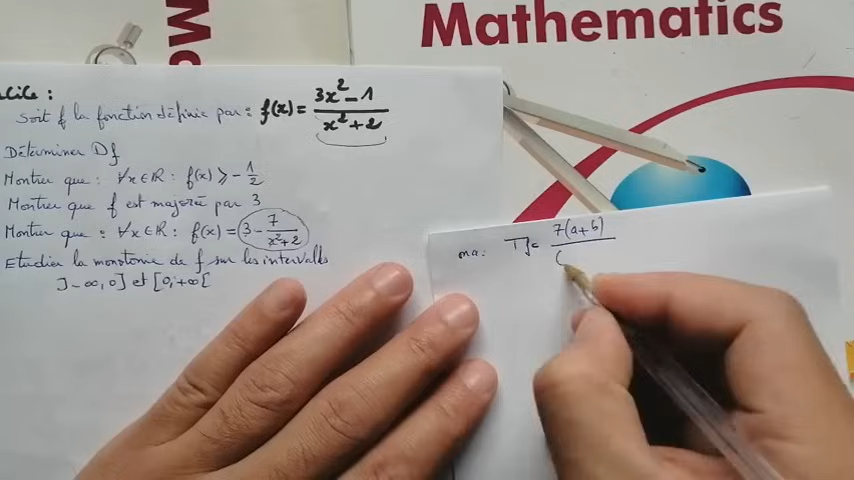 Mathematics
cice :
soit f la fonction définie par : f(x) = 3x² - 1 / x² + 2
Déterminer Df
Montrer que : ∀x∈ℝ : f(x) ⩾ - 1/2
Montrer que f est majorée par 3
Montrer que : ∀x∈ℝ : f(x) = 3 - 7 / x²+2
Etudier la monotonie de f sur les intervalles
]-∞,0] et [0,+∞[
ona : Tf = 7(a+b) / (